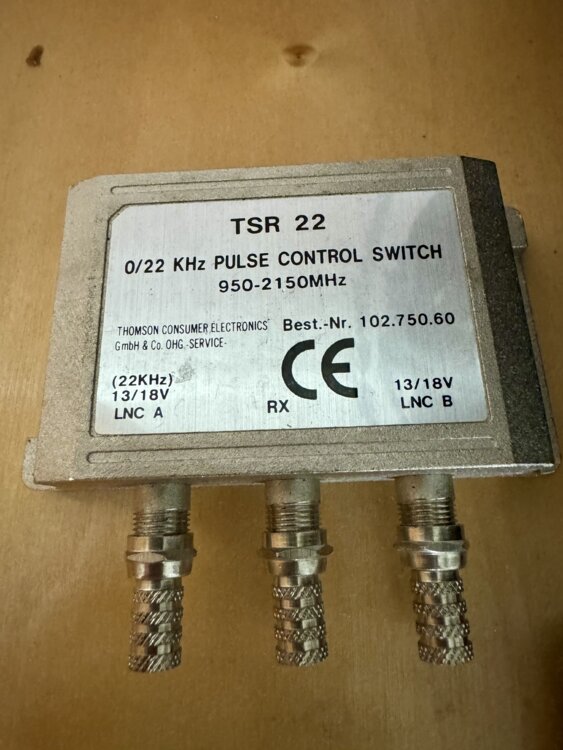 TSR 22
0/22 KHz PULSE CONTROL SWITCH
950-2150MHz
THOMSON CONSUMER ELECTRONICS Best.-Nr. 102.750.60
GmbH & Co. OHG.-SERVICE-
CE
(22KHz)
13/18V RX 13/18V
LNC A LNC B